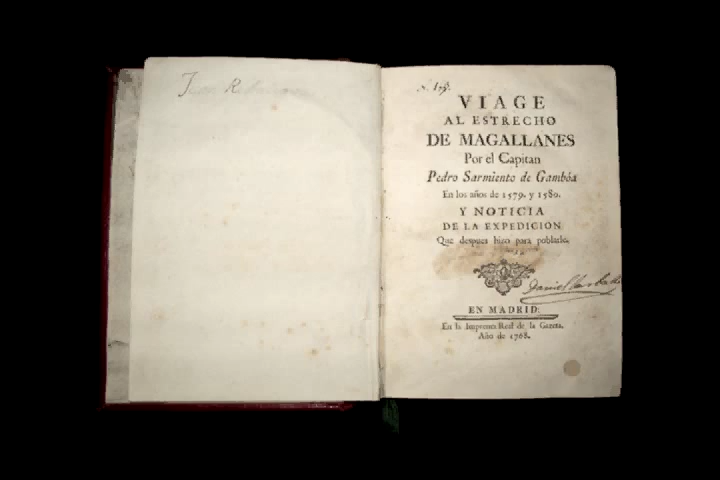 VIAGE
AL ESTRECHO
DE MAGALLANES
Por el Capitan
Pedro Sarmiento de Gambóa
En los años de 1579. y 1580.
Y NOTICIA
DE LA EXPEDICION
Que despues hizo para poblarle.
Daniel
EN MADRID:
En la Imprenta Real de la Gazeta.
Año de 1768.